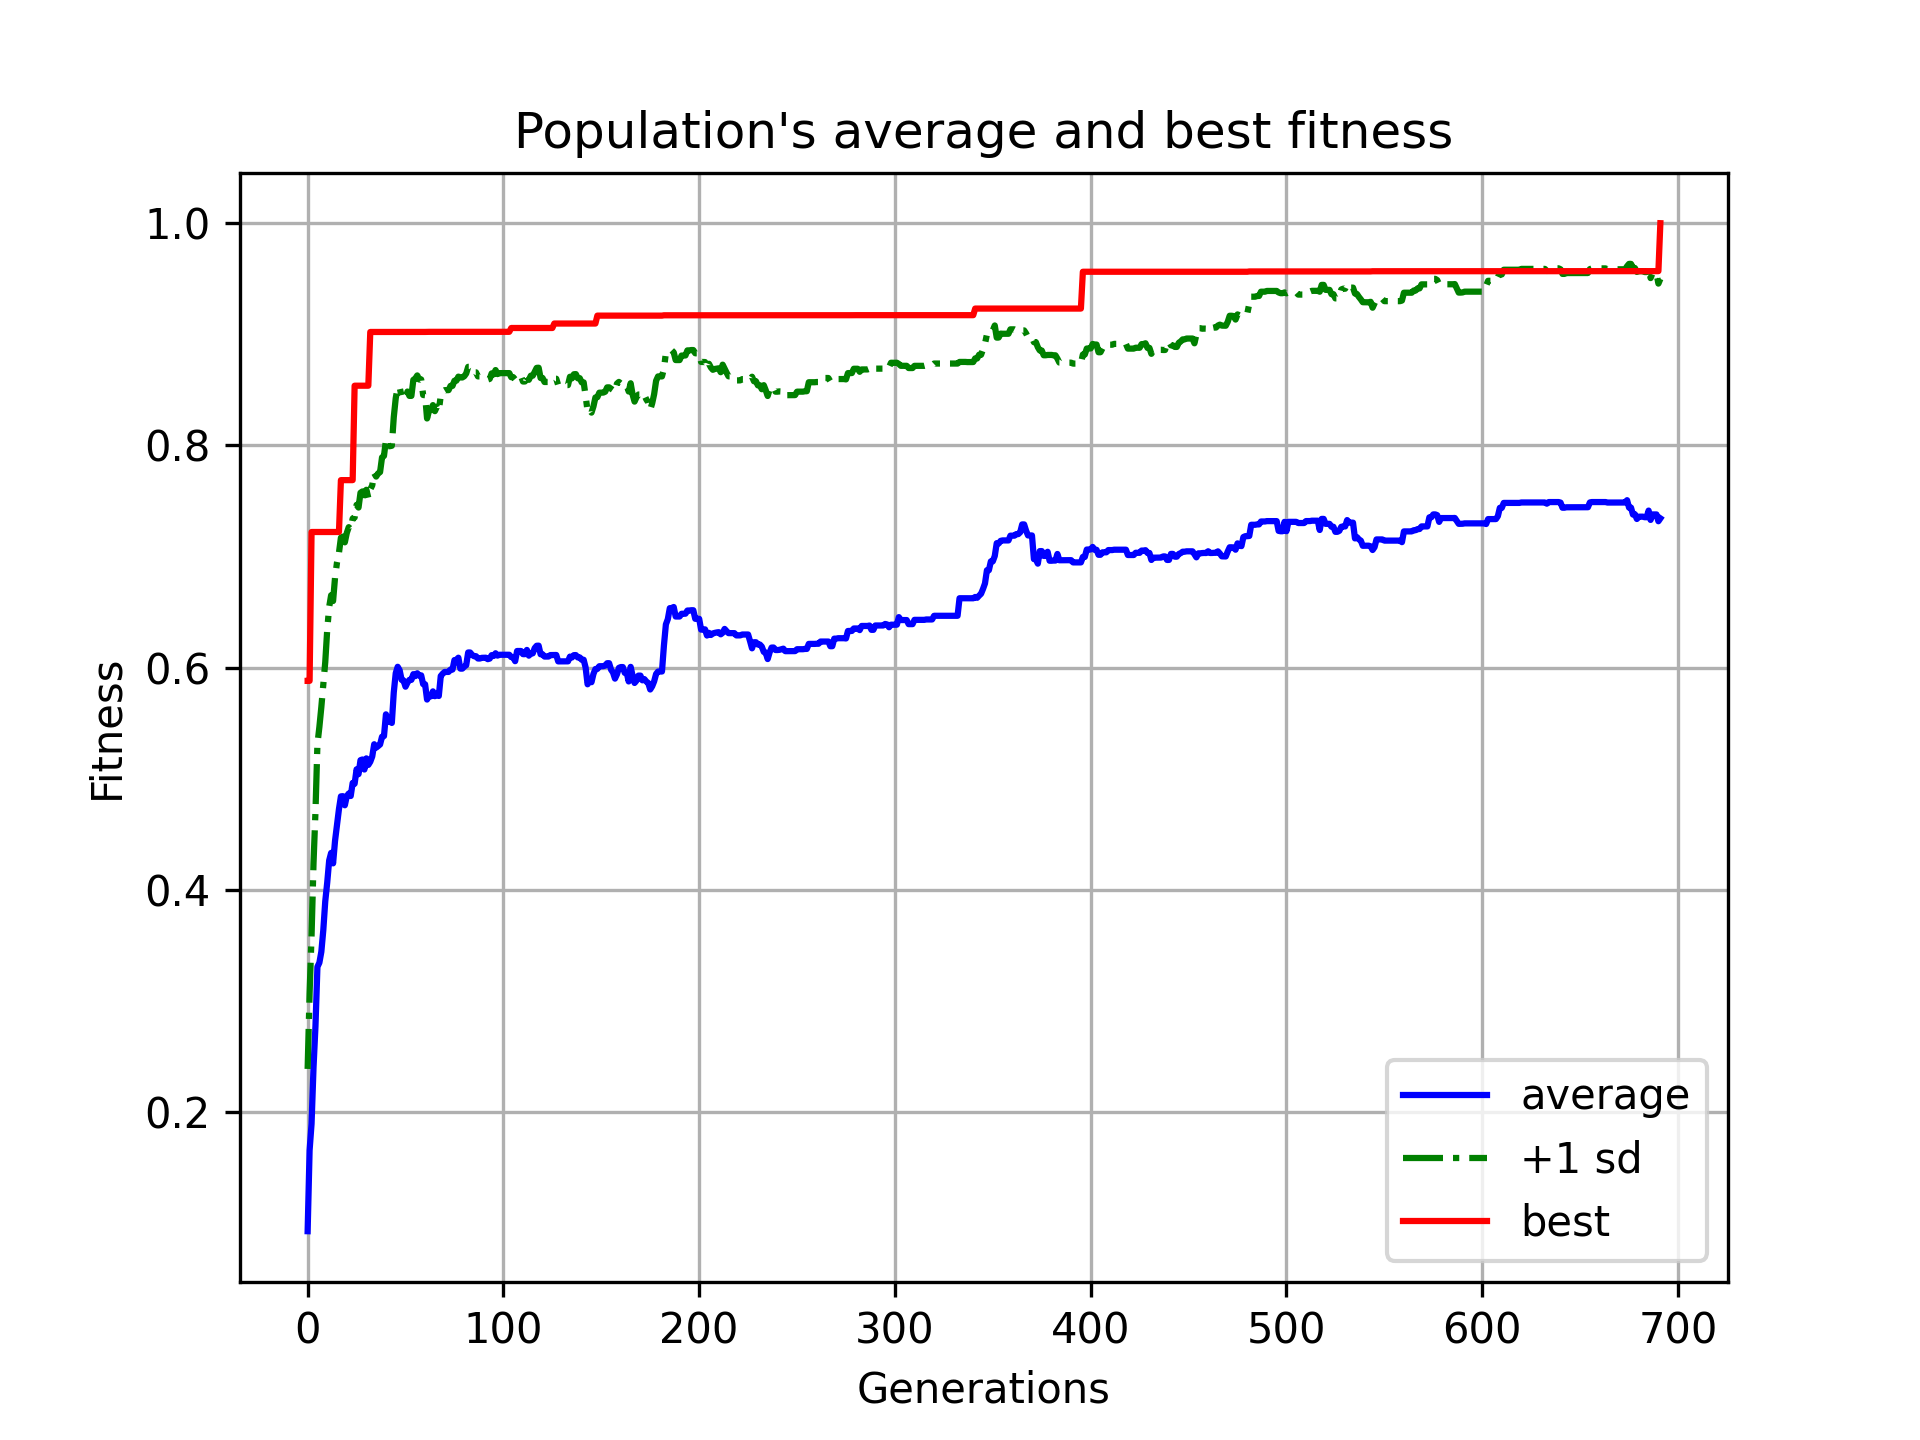 Population's average and best fitness
1.0
0.8
0.6
0.4
0.2
Fitness
0 100 200 300 400 500 600 700
Generations
average
+1 sd
best